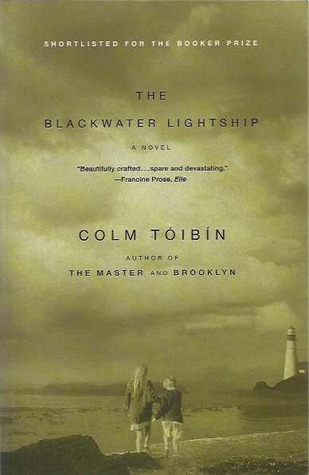 SHORTLISTED FOR THE BOOKER PRIZE
THE
BLACKWATER LIGHTSHIP
A NOVEL
"Beautifully crafted...spare and devastating."
—Francine Prose, Elle
COLM TÓIBÍN
AUTHOR OF
THE MASTER AND BROOKLYN